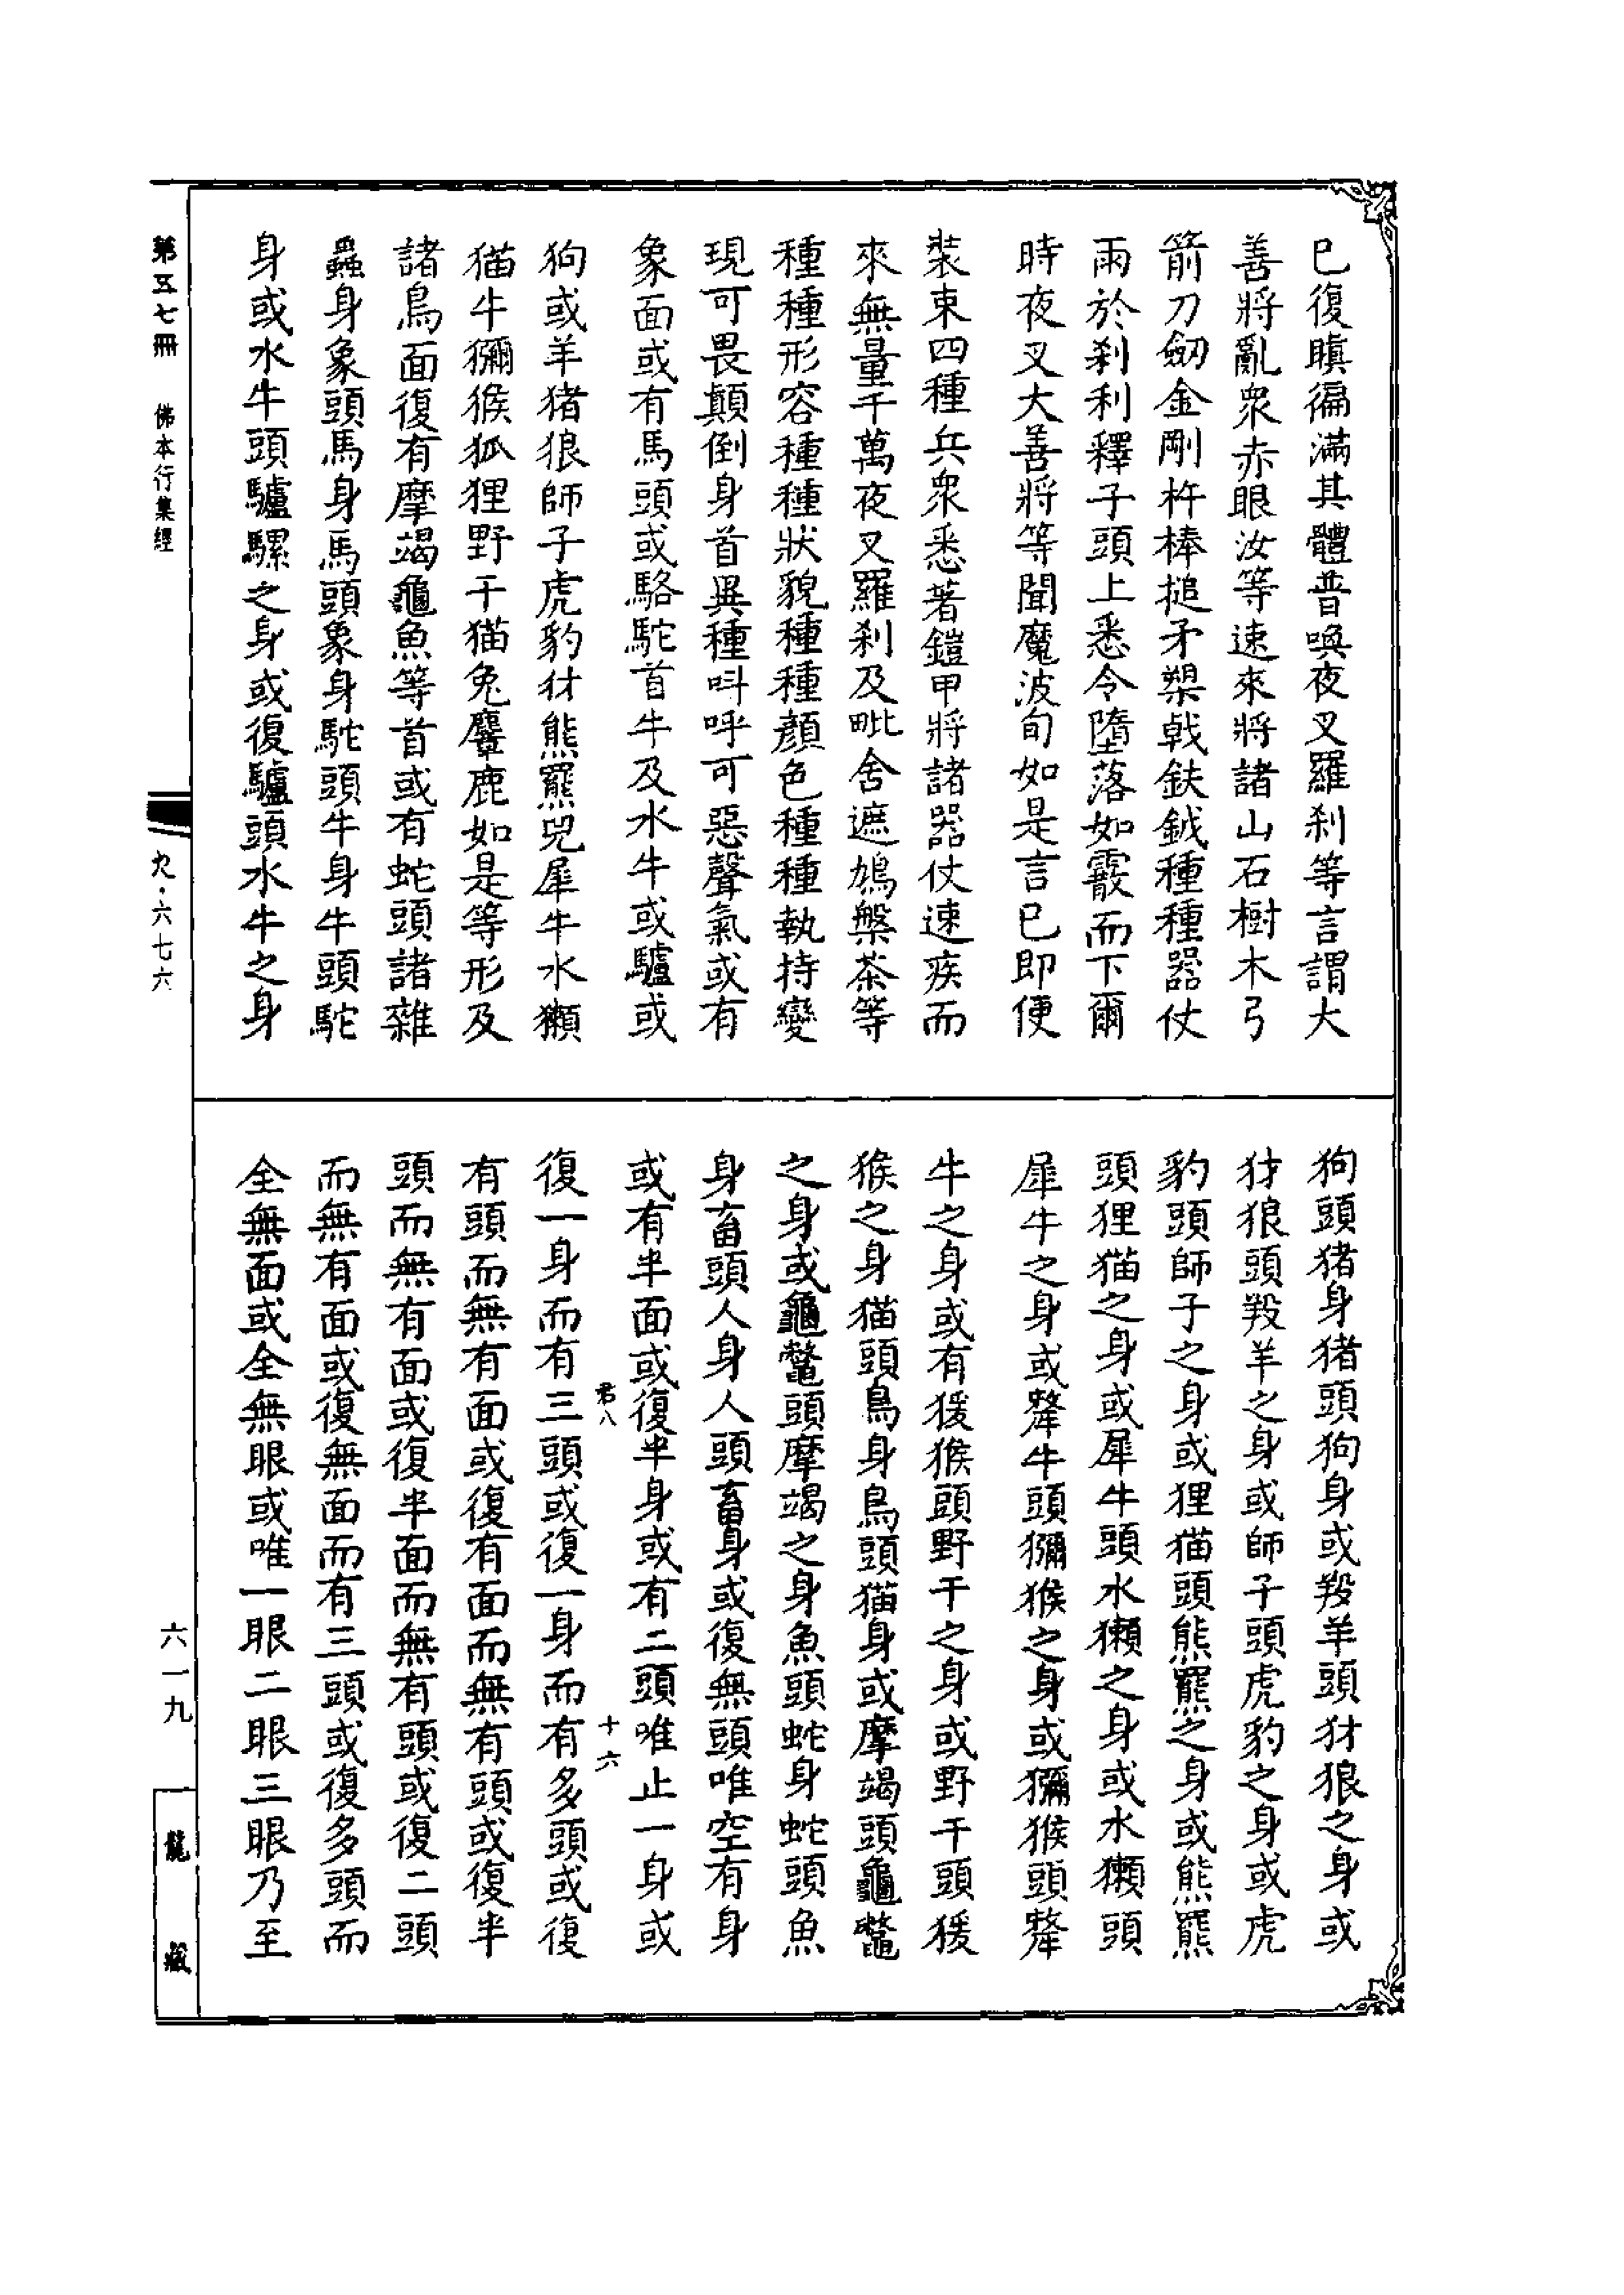 已復瞋徧滿其體普喚夜叉羅刹等言謂大
善將亂衆赤眼汝等速來將諸山石樹木弓
箭刀劒金剛杵棒搥矛槊戟鈇鉞種種器仗
雨於刹利釋子頭上悉令墮落如霰而下爾
時夜叉大善將等聞魔波旬如是言已即便
裝束四種兵衆悉著鎧甲將諸器仗速疾而
來無量千萬夜叉羅刹及毗舍遮鳩槃茶等
種種形容種種狀貌種種顏色種種執持變
現可畏顛倒身首異種呌呼可惡聲氣或有
象面或有馬頭或駱駝首牛及水牛或驢或
狗或羊猪狼師子虎豹犲熊羆兕犀牛水獺
猫牛獼猴狐狸野干猫兔麞鹿如是等形及
諸鳥面復有摩竭龜魚等首或有蛇頭諸雜
蟲身象頭馬身馬頭象身駝頭牛身牛頭駝
身或水牛頭驢騾之身或復驢頭水牛之身
狗頭猪身猪頭狗身或羖羊頭犲狼之身或
犲狼頭羖羊之身或師子頭虎豹之身或虎
豹頭師子之身或狸猫頭熊羆之身或熊羆
頭狸猫之身或犀牛頭水獺之身或水獺頭
犀牛之身或犛牛頭獼猴之身或獼猴頭犛
牛之身或有猨猴頭野干之身或野干頭猨
猴之身猫頭鳥身鳥頭猫身或摩竭頭龜鼈
之身或龜鼈頭摩竭之身魚頭蛇身蛇頭魚
身畜頭人身人頭畜身或復無頭唯空有身
或有半面或復半身或有二頭唯止一身或
君八
十六
復一身而有三頭或復一身而有多頭或復
有頭而無有面或復有面而無有頭或復半
頭而無有面或復半面而無有頭或復二頭
而無有面或復無面而有三頭或復多頭而
全無面或全無眼或唯一眼二眼三眼乃至
第五七冊
佛本行集經
九·六七六
六一九
龍藏